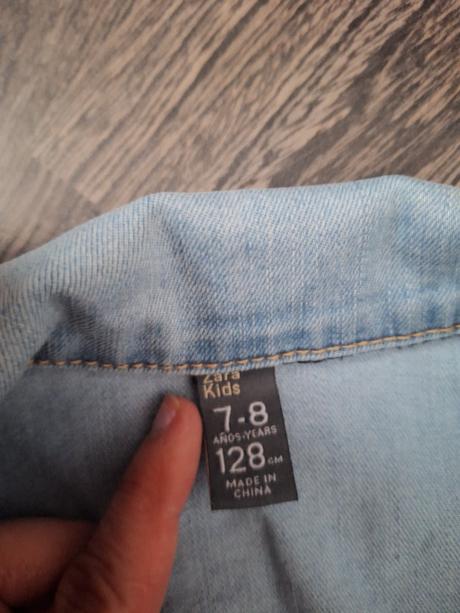 Zara
Kids
7-8
AÑOS-YEARS
128 CM
MADE IN
CHINA